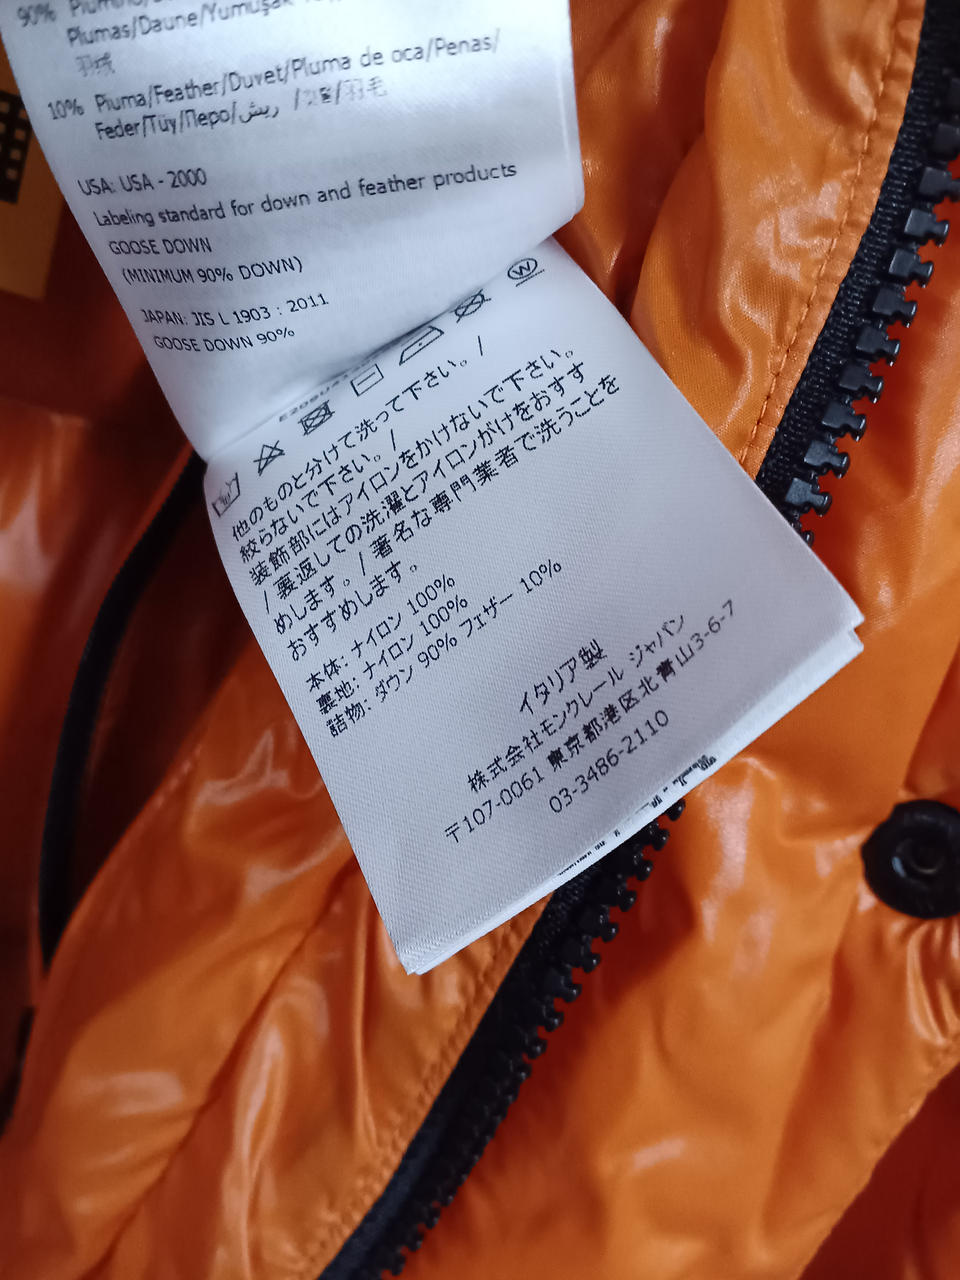 90%
Plumas/Daune/Yumuşak
羽绒
10% Piuma/Feather/Duvet/Pluma de oca/Penas/
Feder/Tüy/Перо/ريش /羽毛
USA: USA - 2000
Labeling standard for down and feather products
GOOSE DOWN
(MINIMUM 90% DOWN)
JAPAN: JIS L 1903 : 2011
GOOSE DOWN 90%
W
他のものと分けて洗って下さい。 /
絞らないで下さい。 /
装飾部にはアイロンをかけないで下さい。
/ 裏返しての洗濯とアイロンがけをおすす
めします。 / 著名な専門業者で洗うことを
おすすめします。
本体: ナイロン 100%
裏地: ナイロン 100%
詰物: ダウン 90% フェザー 10%
イタリア製
株式会社モンクレール ジャパン
〒107-0061 東京都港区北青山3-6-7
03-3486-2110